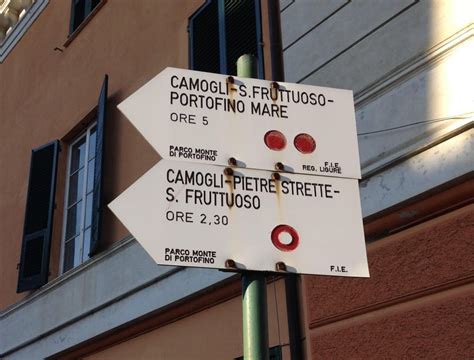 CAMOGLI-S.FRUTTUOSO-
PORTOFINO MARE
ORE 5
PARCO MONTE
DI PORTOFINO
F.I.E.
REG. LIGURE
CAMOGLI-PIETRE STRETTE-
S. FRUTTUOSO
ORE 2,30
PARCO MONTE
DI PORTOFINO
F.I.E.